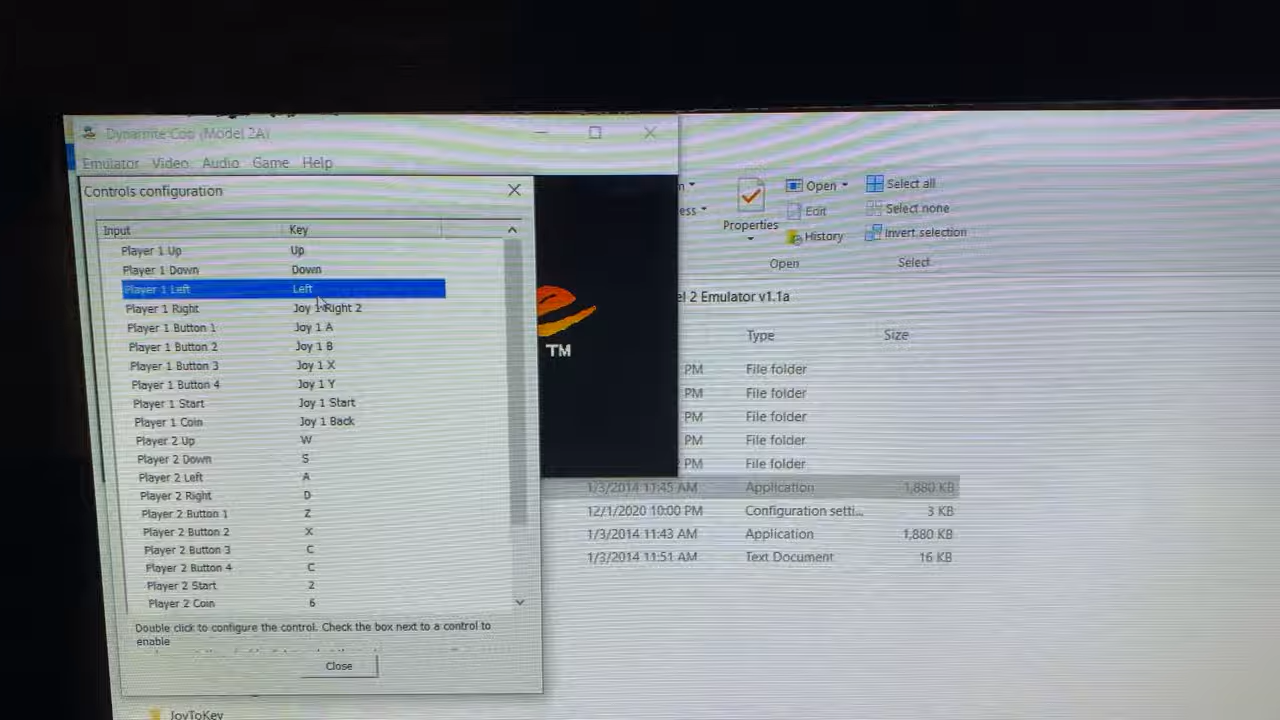 Dynamite Cop (Model 2A)
Emulator Video Audio Game Help
Controls configuration
Input Key
Player 1 Up Up
Player 1 Down Down
Player 1 Left Left
Player 1 Right Joy 1 Right 2
Player 1 Button 1 Joy 1 A
Player 1 Button 2 Joy 1 B
Player 1 Button 3 Joy 1 X
Player 1 Button 4 Joy 1 Y
Player 1 Start Joy 1 Start
Player 1 Coin Joy 1 Back
Player 2 Up W
Player 2 Down S
Player 2 Left A
Player 2 Right D
Player 2 Button 1 Z
Player 2 Button 2 X
Player 2 Button 3 C
Player 2 Button 4 C
Player 2 Start 2
Player 2 Coin 6
Double click to configure the control. Check the box next to a control to
enable
Close
TM
Properties
Open
Edit
History
Open
Select all
Select none
Invert selection
Select
2 Emulator v1.1a
Type Size
PM File folder
PM File folder
PM File folder
PM File folder
PM File folder
1/3/2014 11:45 AM Application 1,880 KB
12/1/2020 10:00 PM Configuration setti... 3 KB
1/3/2014 11:43 AM Application 1,880 KB
1/3/2014 11:51 AM Text Document 16 KB
JoyToKey